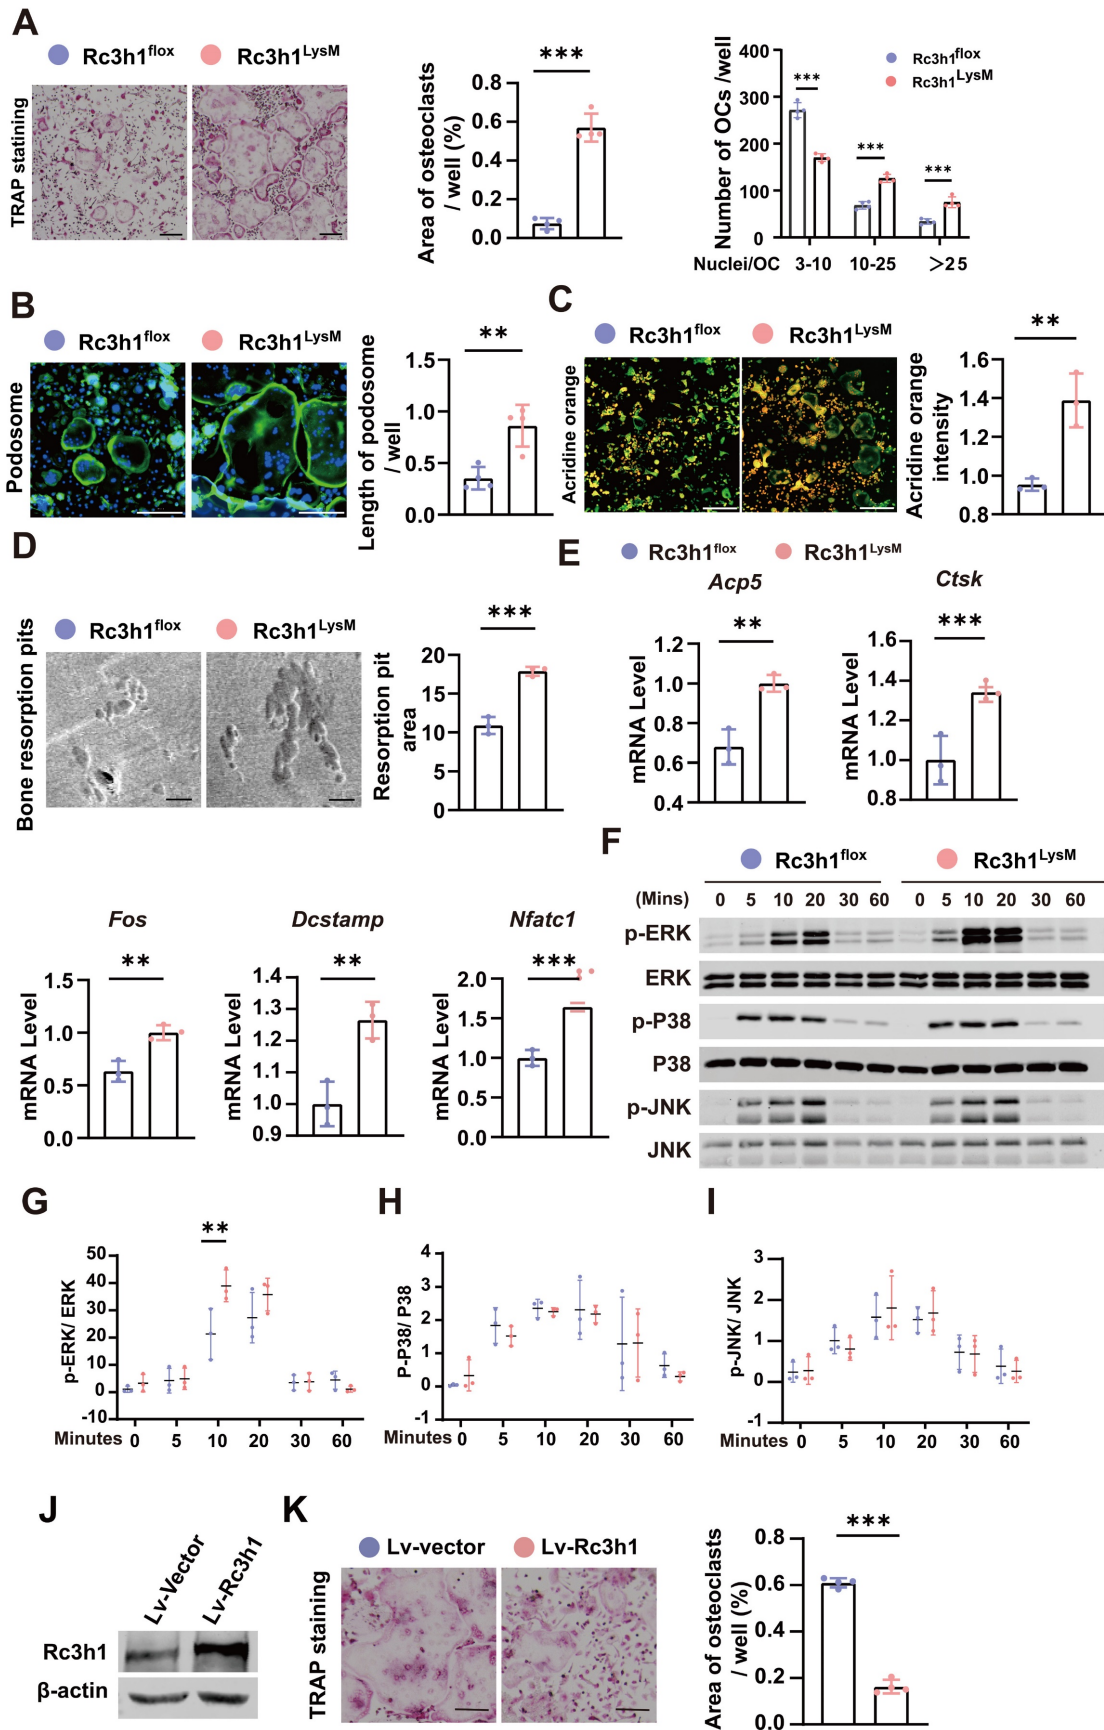 A
Rc3h1flox Rc3h1LysM
TRAP statining
***
Area of osteoclasts
/ well (%)
0.8
0.6
0.4
0.2
0.0
Number of OCs /well
400
300
200
100
0
Rc3h1flox
Rc3h1LysM
***
***
***
Nuclei/OC 3-10 10-25 >25
B
Rc3h1flox Rc3h1LysM
Podosome
**
Length of podosome
/ well
1.5
1.0
0.5
0.0
C
Rc3h1flox Rc3h1LysM
Acridine orange
**
Acridine orange
intensity
1.6
1.4
1.2
1.0
0.8
D
Rc3h1flox Rc3h1LysM
Bone resorption pits
***
Resorption pit
area
20
15
10
5
0
E
Rc3h1flox Rc3h1LysM
Acp5
**
mRNA Level
1.2
1.0
0.8
0.6
0.4
Ctsk
***
mRNA Level
1.6
1.4
1.2
1.0
0.8
Fos
**
mRNA Level
1.5
1.0
0.5
0.0
Dcstamp
**
mRNA Level
1.4
1.3
1.2
1.1
1.0
0.9
Nfatc1
***
mRNA Level
2.0
1.5
1.0
0.5
0.0
F
Rc3h1flox Rc3h1LysM
(Mins) 0 5 10 20 30 60 0 5 10 20 30 60
p-ERK
ERK
p-P38
P38
p-JNK
JNK
G
**
p-ERK/ ERK
50
40
30
20
10
0
-10
Minutes 0 5 10 20 30 60
H
P-P38/ P38
4
3
2
1
0
-1
Minutes 0 5 10 20 30 60
I
p-JNK/ JNK
3
2
1
0
-1
Minutes 0 5 10 20 30 60
J
Lv-Vector
Lv-Rc3h1
Rc3h1
β-actin
K
Lv-vector Lv-Rc3h1
TRAP staining
***
Area of osteoclasts
/ well (%)
0.8
0.6
0.4
0.2
0.0